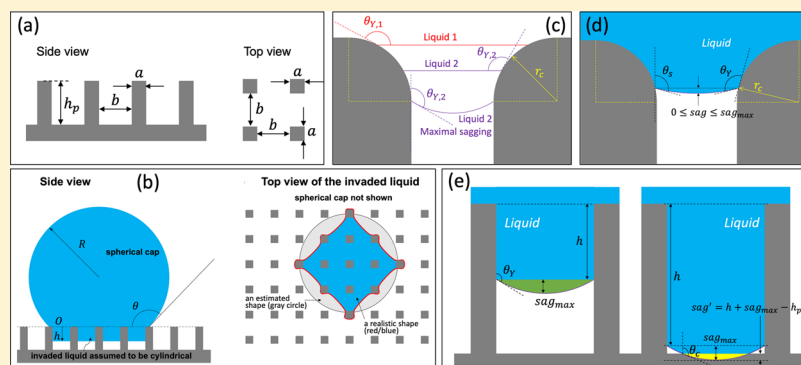 (a)
Side view
Top view
a
a
h_p
b
b
b
a
(c)
θ_Y,1
Liquid 1
Liquid 2
θ_Y,2
θ_Y,2
r_c
Liquid 2
Maximal sagging
(d)
Liquid
θ_s
θ_Y
r_c
0 ≤ sag ≤ sag_max
Side view
(b)
Top view of the invaded liquid
spherical cap not shown
R
spherical cap
θ
O
h
invaded liquid assumed to be cylindrical
an estimated
shape (gray circle)
a realistic shape
(red/blue)
(e)
Liquid
Liquid
h
h
θ_Y
sag_max
sag' = h + sag_max − h_p
sag_max
θ_c